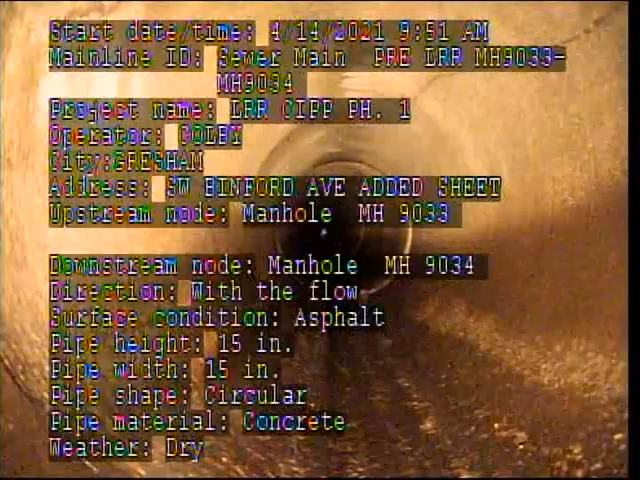 Start date/time: 4/14/2021 9:51 AM
Mainline ID: Sewer Main  PRE LRR MH9033-
MH9034
Project name: LRR CIPP PH. 1
Operator: COLBY
City:GRESHAM
Address: SW BINFORD AVE ADDED SHEET
Upstream node: Manhole  MH 9033
Downstream node: Manhole  MH 9034
Direction: With the flow
Surface condition: Asphalt
Pipe height: 15 in.
Pipe width: 15 in.
Pipe shape: Circular
Pipe material: Concrete
Weather: Dry